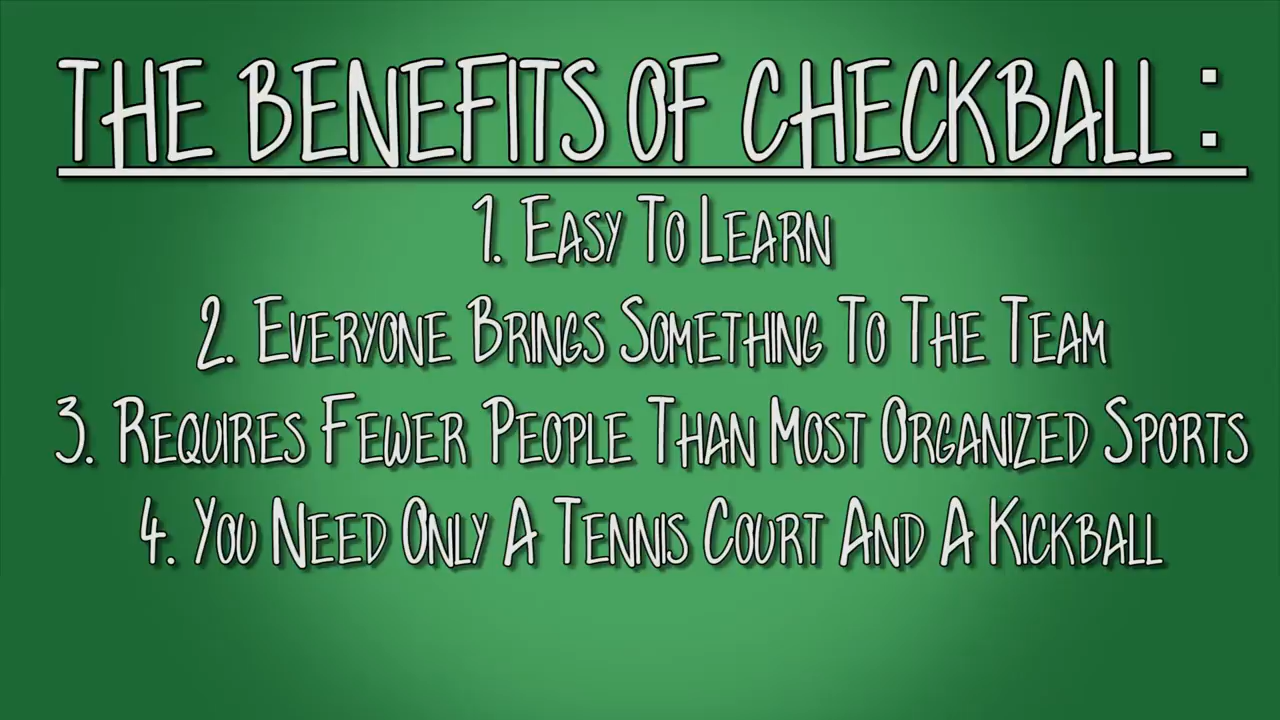 THE BENEFITS OF CHECKBALL :
1. EASY TO LEARN
2. EVERYONE BRINGS SOMETHING TO THE TEAM
3. REQUIRES FEWER PEOPLE THAN MOST ORGANIZED SPORTS
4. YOU NEED ONLY A TENNIS COURT AND A KICKBALL